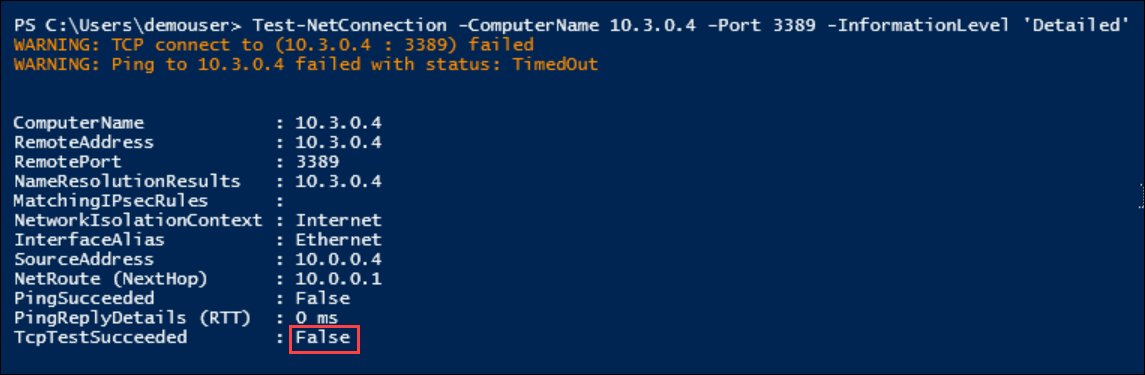 PS C:\Users\demouser> Test-NetConnection -ComputerName 10.3.0.4 -Port 3389 -InformationLevel 'Detailed'
WARNING: TCP connect to (10.3.0.4 : 3389) failed
WARNING: Ping to 10.3.0.4 failed with status: TimedOut
ComputerName            : 10.3.0.4
RemoteAddress           : 10.3.0.4
RemotePort              : 3389
NameResolutionResults   : 10.3.0.4
MatchingIPsecRules      :
NetworkIsolationContext : Internet
InterfaceAlias          : Ethernet
SourceAddress           : 10.0.0.4
NetRoute (NextHop)      : 10.0.0.1
PingSucceeded           : False
PingReplyDetails (RTT)  : 0 ms
TcpTestSucceeded        : False